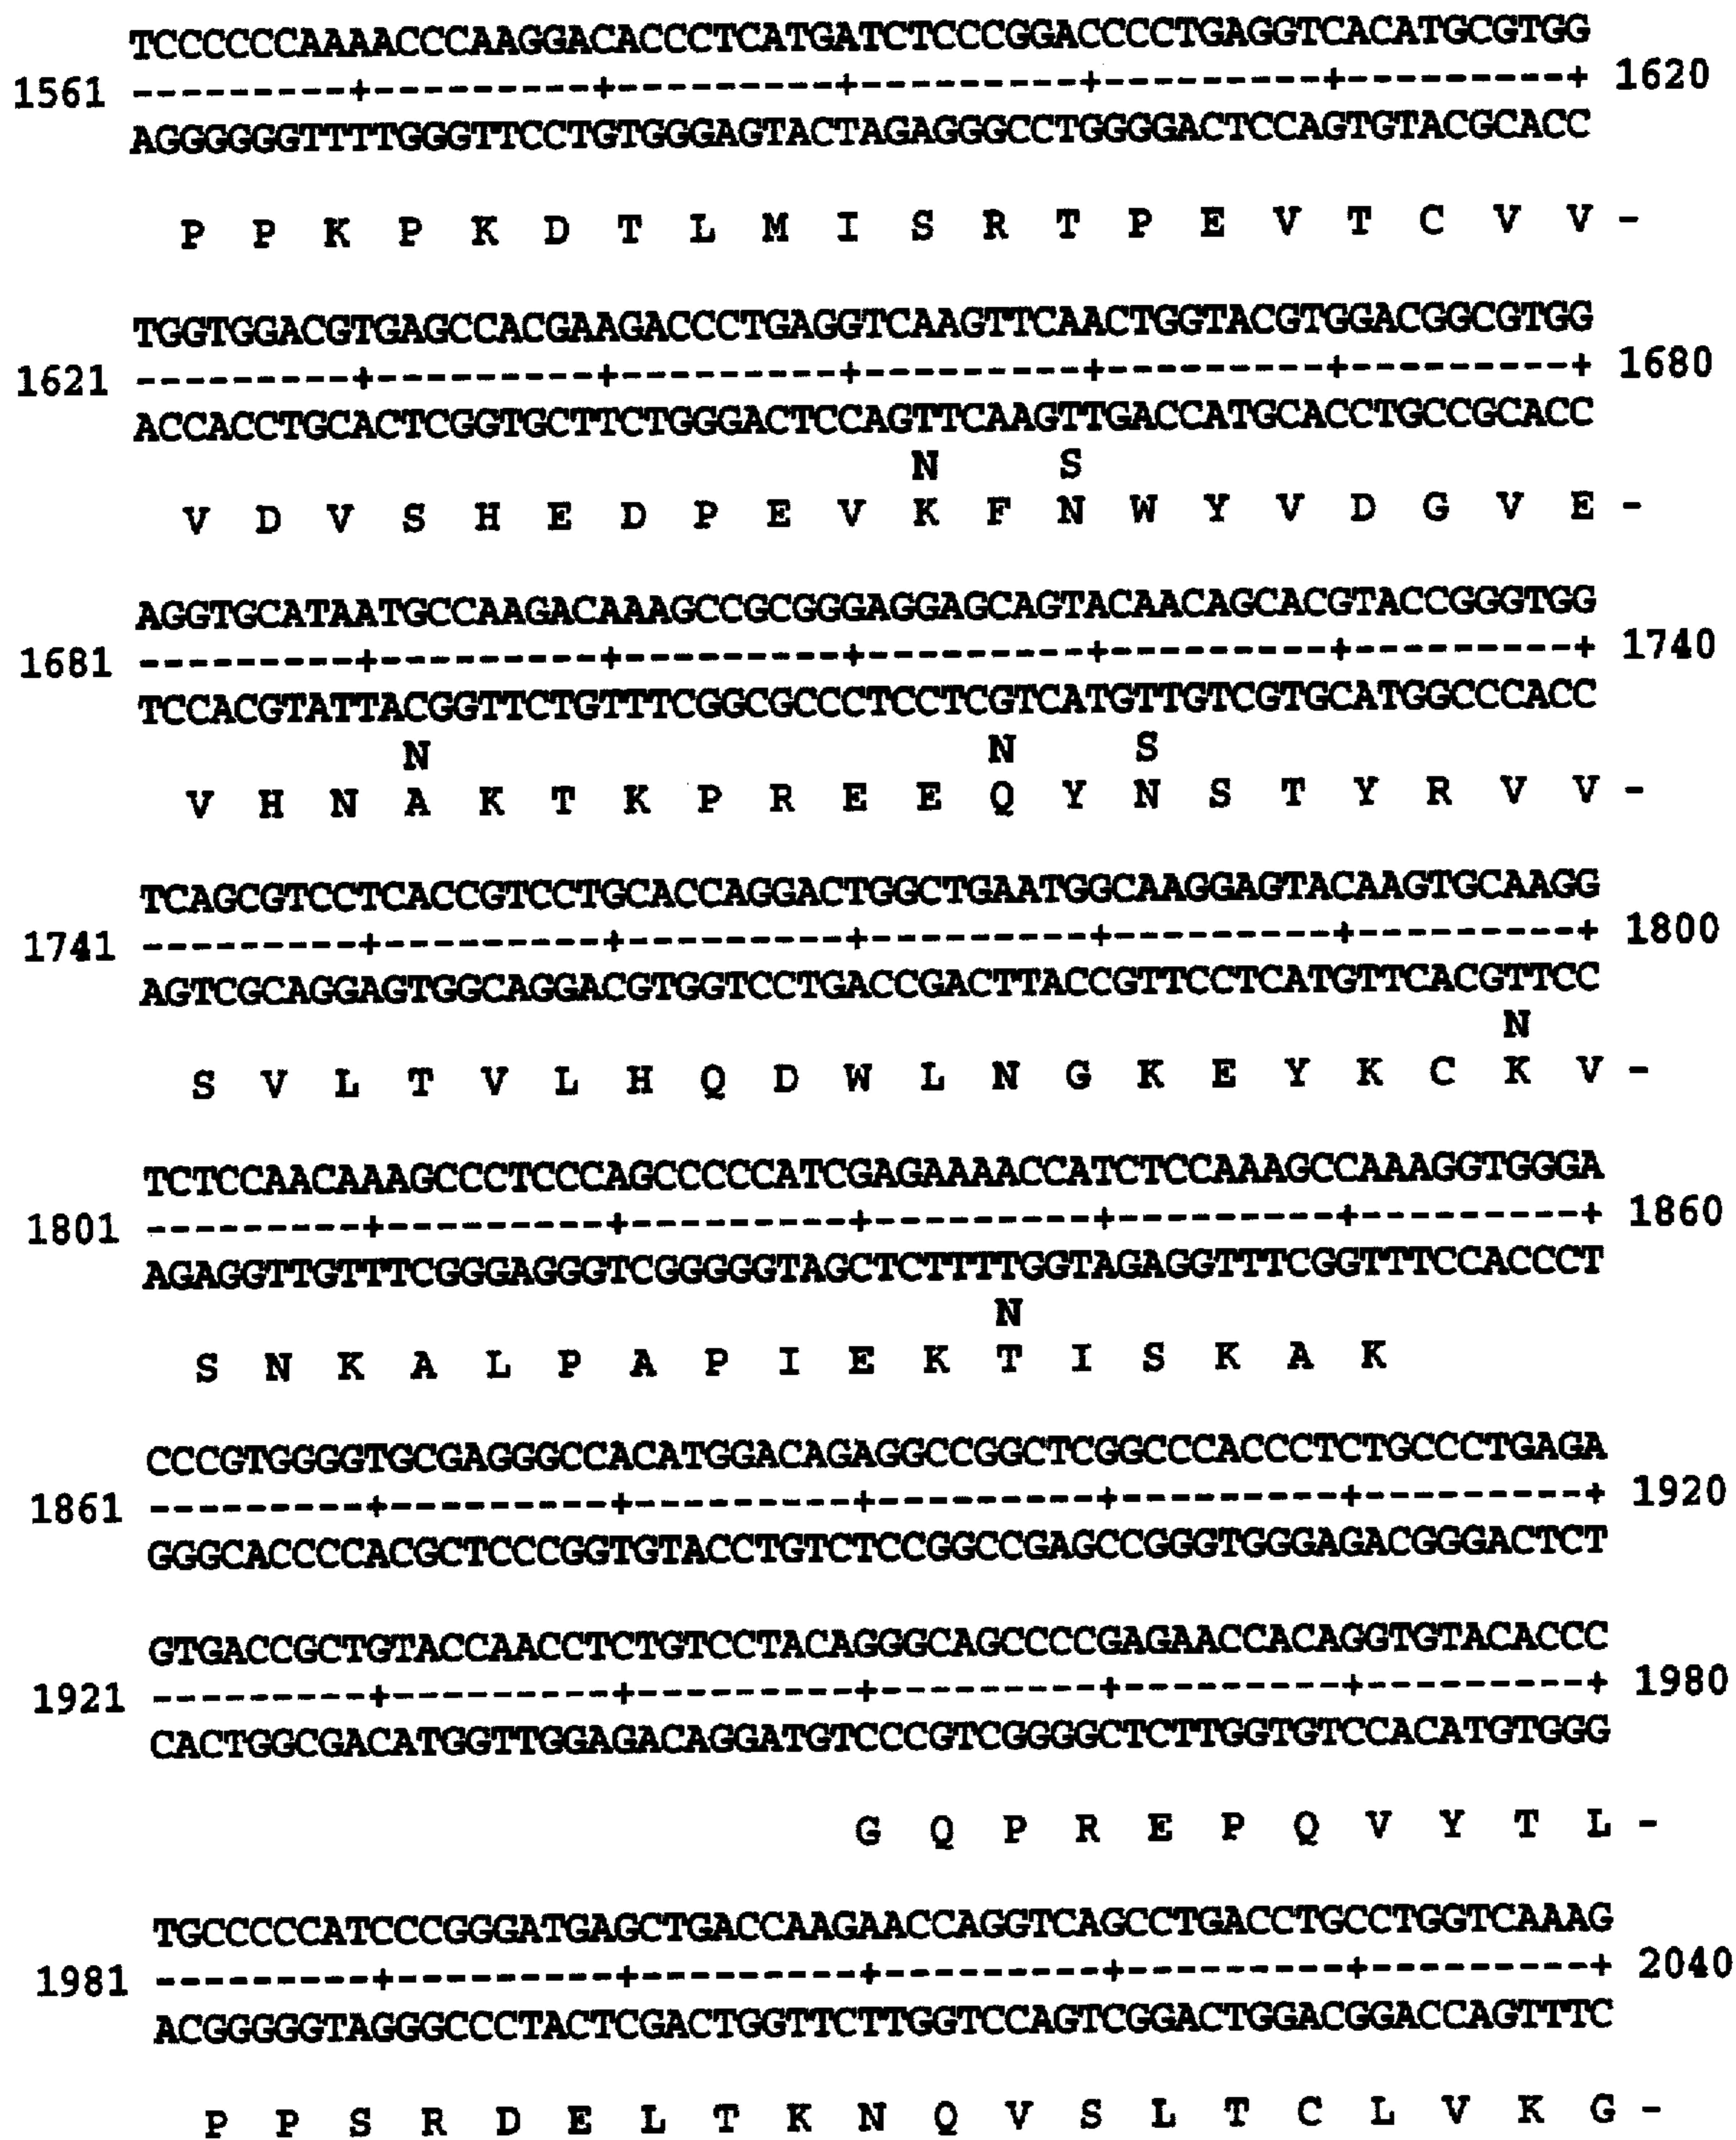 TCCCCCCAAAACCCAAGGACACCCTCATGATCTCCCGGACCCCTGAGGTCACATGCGTGG
1561 ---------+---------+---------+---------+---------+---------+ 1620
AGGGGGGTTTTGGGTTCCTGTGGGAGTACTAGAGGGCCTGGGGACTCCAGTGTACGCACC
P P K P K D T L M I S R T P E V T C V V -
TGGTGGACGTGAGCCACGAAGACCCTGAGGTCAAGTTCAACTGGTACGTGGACGGCGTGG
1621 ---------+---------+---------+---------+---------+---------+ 1680
ACCACCTGCACTCGGTGCTTCTGGGACTCCAGTTCAAGTTGACCATGCACCTGCCGCACC
N S
V D V S H E D P E V K F N W Y V D G V E -
AGGTGCATAATGCCAAGACAAAGCCGCGGGAGGAGCAGTACAACAGCACGTACCGGGTGG
1681 ---------+---------+---------+---------+---------+---------+ 1740
TCCACGTATTACGGTTCTGTTTCGGCGCCCTCCTCGTCATGTTGTCGTGCATGGCCCACC
N N S
V H N A K T K P R E E Q Y N S T Y R V V -
TCAGCGTCCTCACCGTCCTGCACCAGGACTGGCTGAATGGCAAGGAGTACAAGTGCAAGG
1741 ---------+---------+---------+---------+---------+---------+ 1800
AGTCGCAGGAGTGGCAGGACGTGGTCCTGACCGACTTACCGTTCCTCATGTTCACGTTCC
N
S V L T V L H Q D W L N G K E Y K C K V -
TCTCCAACAAAGCCCTCCCAGCCCCCATCGAGAAAACCATCTCCAAAGCCAAAGGTGGGA
1801 ---------+---------+---------+---------+---------+---------+ 1860
AGAGGTTGTTTCGGGAGGGTCGGGGGTAGCTCTTTTGGTAGAGGTTTCGGTTTCCACCCT
N
S N K A L P A P I E K T I S K A K
CCCGTGGGGTGCGAGGGCCACATGGACAGAGGCCGGCTCGGCCCACCCTCTGCCCTGAGA
1861 ---------+---------+---------+---------+---------+---------+ 1920
GGGCACCCCACGCTCCCGGTGTACCTGTCTCCGGCCGAGCCGGGTGGGAGACGGGACTCT
GTGACCGCTGTACCAACCTCTGTCCTACAGGGCAGCCCCGAGAACCACAGGTGTACACCC
1921 ---------+---------+---------+---------+---------+---------+ 1980
CACTGGCGACATGGTTGGAGACAGGATGTCCCGTCGGGGCTCTTGGTGTCCACATGTGGG
G Q P R E P Q V Y T L -
TGCCCCCATCCCGGGATGAGCTGACCAAGAACCAGGTCAGCCTGACCTGCCTGGTCAAAG
1981 ---------+---------+---------+---------+---------+---------+ 2040
ACGGGGGTAGGGCCCTACTCGACTGGTTCTTGGTCCAGTCGGACTGGACGGACCAGTTTC
P P S R D E L T K N Q V S L T C L V K G -